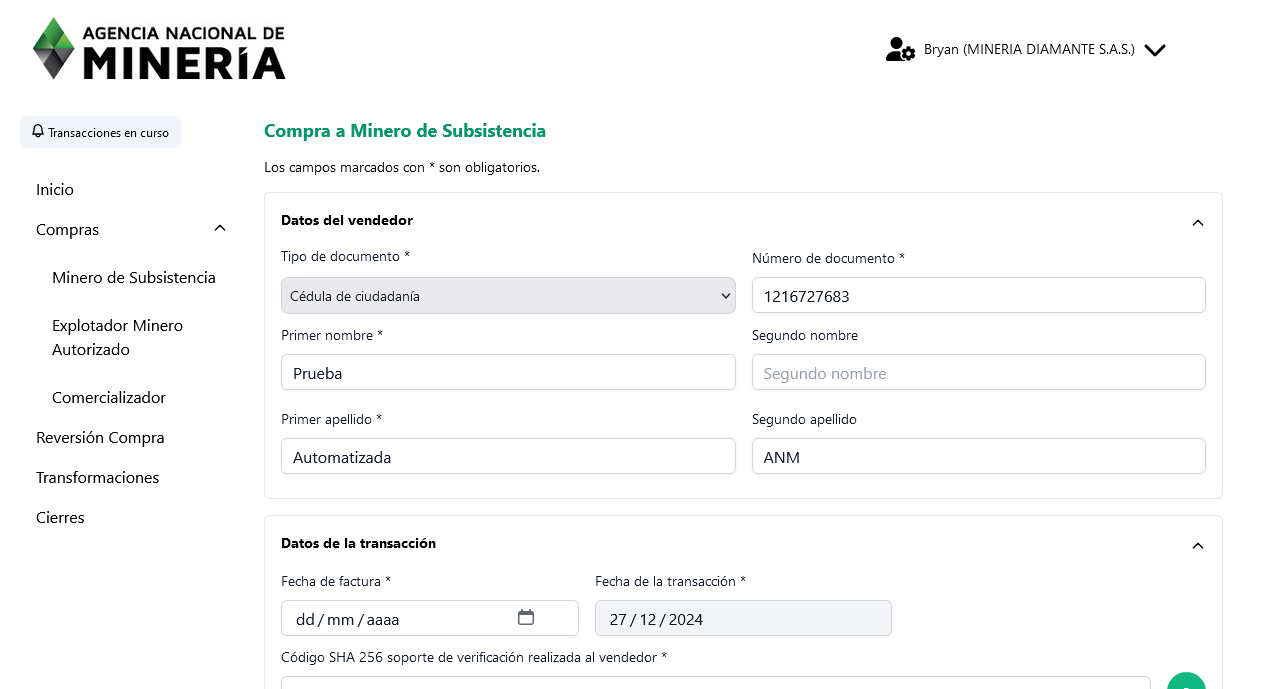 AGENCIA NACIONAL DE
MINERÍA
Bryan (MINERIA DIAMANTE S.A.S.)
Transacciones en curso
Inicio
Compras
Minero de Subsistencia
Explotador Minero
Autorizado
Comercializador
Reversión Compra
Transformaciones
Cierres
Compra a Minero de Subsistencia
Los campos marcados con * son obligatorios.
Datos del vendedor
Tipo de documento *
Número de documento *
Cédula de ciudadanía
1216727683
Primer nombre *
Segundo nombre
Prueba
Segundo nombre
Primer apellido *
Segundo apellido
Automatizada
ANM
Datos de la transacción
Fecha de factura *
Fecha de la transacción *
dd / mm / aaaa
27 / 12 / 2024
Código SHA 256 soporte de verificación realizada al vendedor *